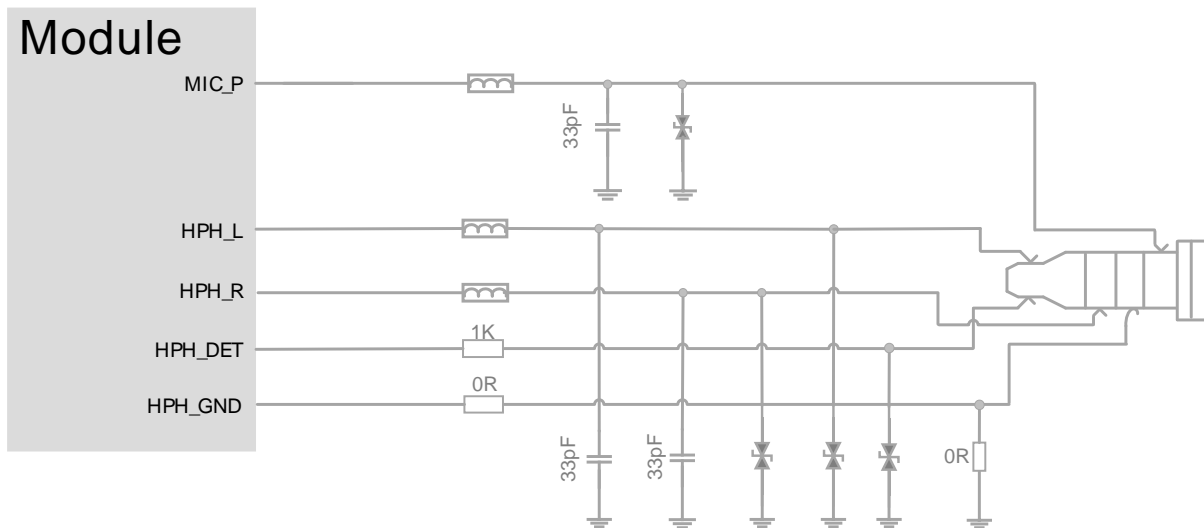 Module
MIC_P
33pF
HPH_L
HPH_R
1K
HPH_DET
0R
HPH_GND
33pF
33pF
0R